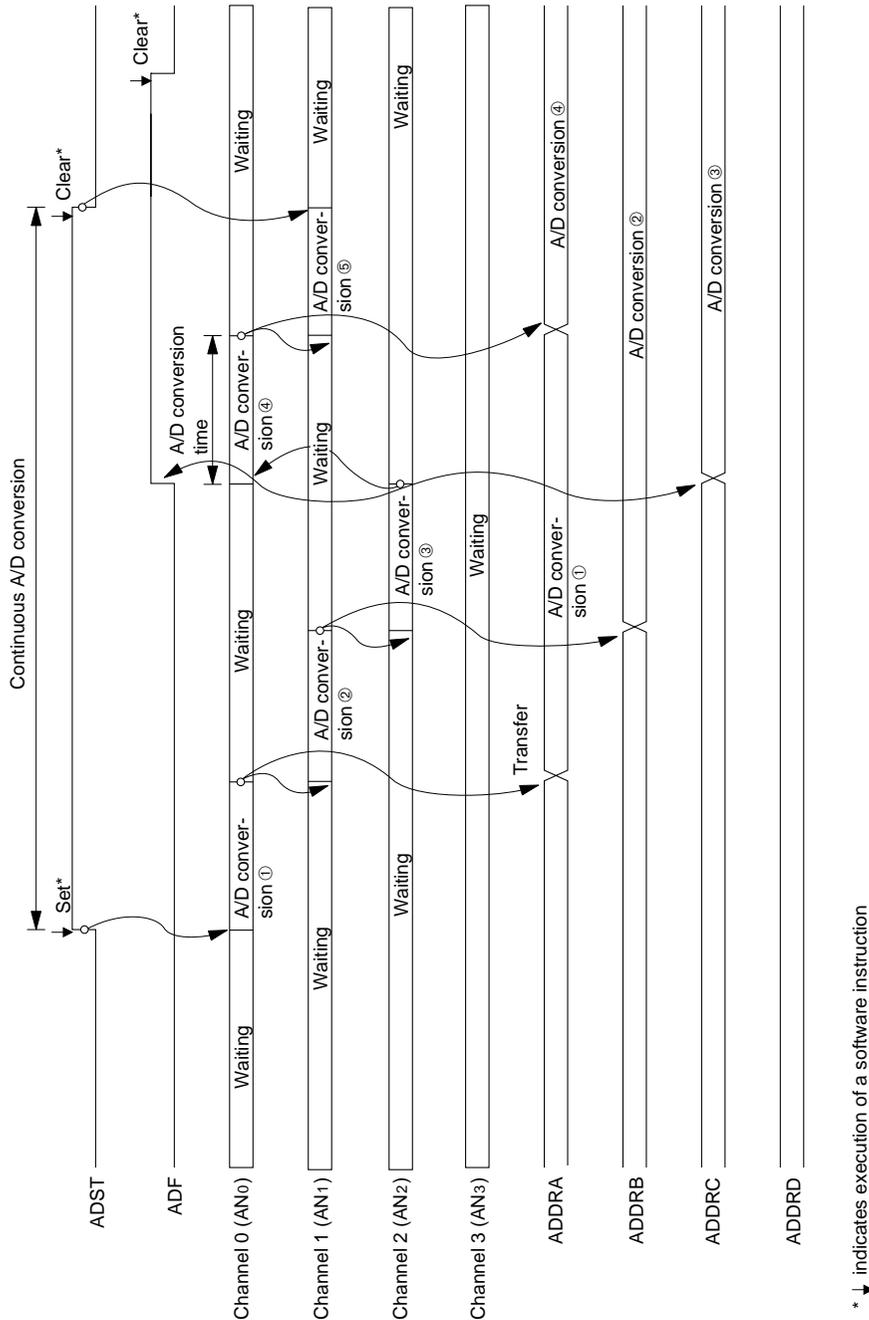 Continuous A/D conversion
Set*
Clear*
ADST
Clear*
ADF
A/D conversion
time
Channel 0 (AN0)
Waiting
A/D conver-
sion ①
Waiting
A/D conver-
sion ④
Waiting
Channel 1 (AN1)
Waiting
A/D conver-
sion ②
Waiting
A/D conver-
sion ⑤
Waiting
Channel 2 (AN2)
Waiting
A/D conver-
sion ③
Waiting
Channel 3 (AN3)
Waiting
Transfer
ADDRA
A/D conver-
sion ①
A/D conversion ④
ADDRB
A/D conversion ②
ADDRC
A/D conversion ③
ADDRD
* ↓ indicates execution of a software instruction